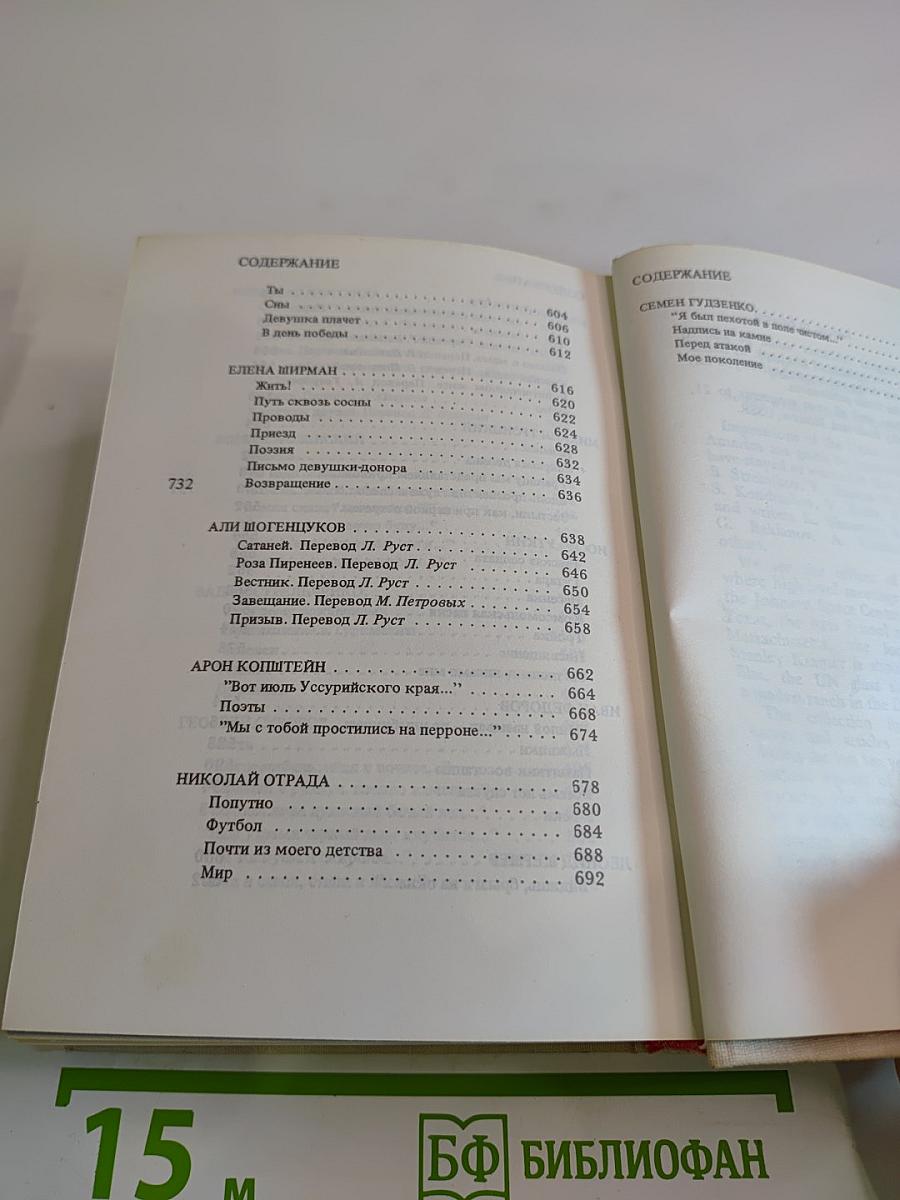 СОДЕРЖАНИЕ
Ты . . . . . . . . . . . . . . . . . . . . 604
Сны . . . . . . . . . . . . . . . . . . . . 606
Девушка плачет . . . . . . . . . . . . . . . . 610
В день победы . . . . . . . . . . . . . . . . 612
ЕЛЕНА ШИРМАН . . . . . . . . . . . . . . . . 616
Жить! . . . . . . . . . . . . . . . . . . . . 620
Путь сквозь сосны . . . . . . . . . . . . . . 622
Проводы . . . . . . . . . . . . . . . . . . . 624
Приезд . . . . . . . . . . . . . . . . . . . . 628
Поэзия . . . . . . . . . . . . . . . . . . . . 632
Письмо девушки-донора . . . . . . . . . . . . 634
Возвращение . . . . . . . . . . . . . . . . . 636
732
АЛИ ШОГЕНЦУКОВ . . . . . . . . . . . . . . . . 638
Сатаней. Перевод Л. Руст . . . . . . . . . . . 642
Роза Пиренеев. Перевод Л. Руст . . . . . . . . 646
Вестник. Перевод Л. Руст . . . . . . . . . . . 650
Завещание. Перевод М. Петровых . . . . . . . . 654
Призыв. Перевод Л. Руст . . . . . . . . . . . 658
АРОН КОПШТЕЙН . . . . . . . . . . . . . . . . 662
"Вот июль Уссурийского края..." . . . . . . . 664
Поэты . . . . . . . . . . . . . . . . . . . . 668
"Мы с тобой простились на перроне..." . . . . . 674
НИКОЛАЙ ОТРАДА . . . . . . . . . . . . . . . . 678
Попутно . . . . . . . . . . . . . . . . . . . 680
Футбол . . . . . . . . . . . . . . . . . . . . 684
Почти из моего детства . . . . . . . . . . . . 688
Мир . . . . . . . . . . . . . . . . . . . . . 692
СОДЕРЖАНИЕ
СЕМЕН ГУДЗЕНКО . . . . . . . . . . . .
"Я был пехотой в поле чистом..." . . . . .
Надпись на камне . . . . . . . . . . . .
Перед атакой . . . . . . . . . . . .
Мое поколение . . . . . . . . . . . .
15 м
БФ БИБЛИОФАН